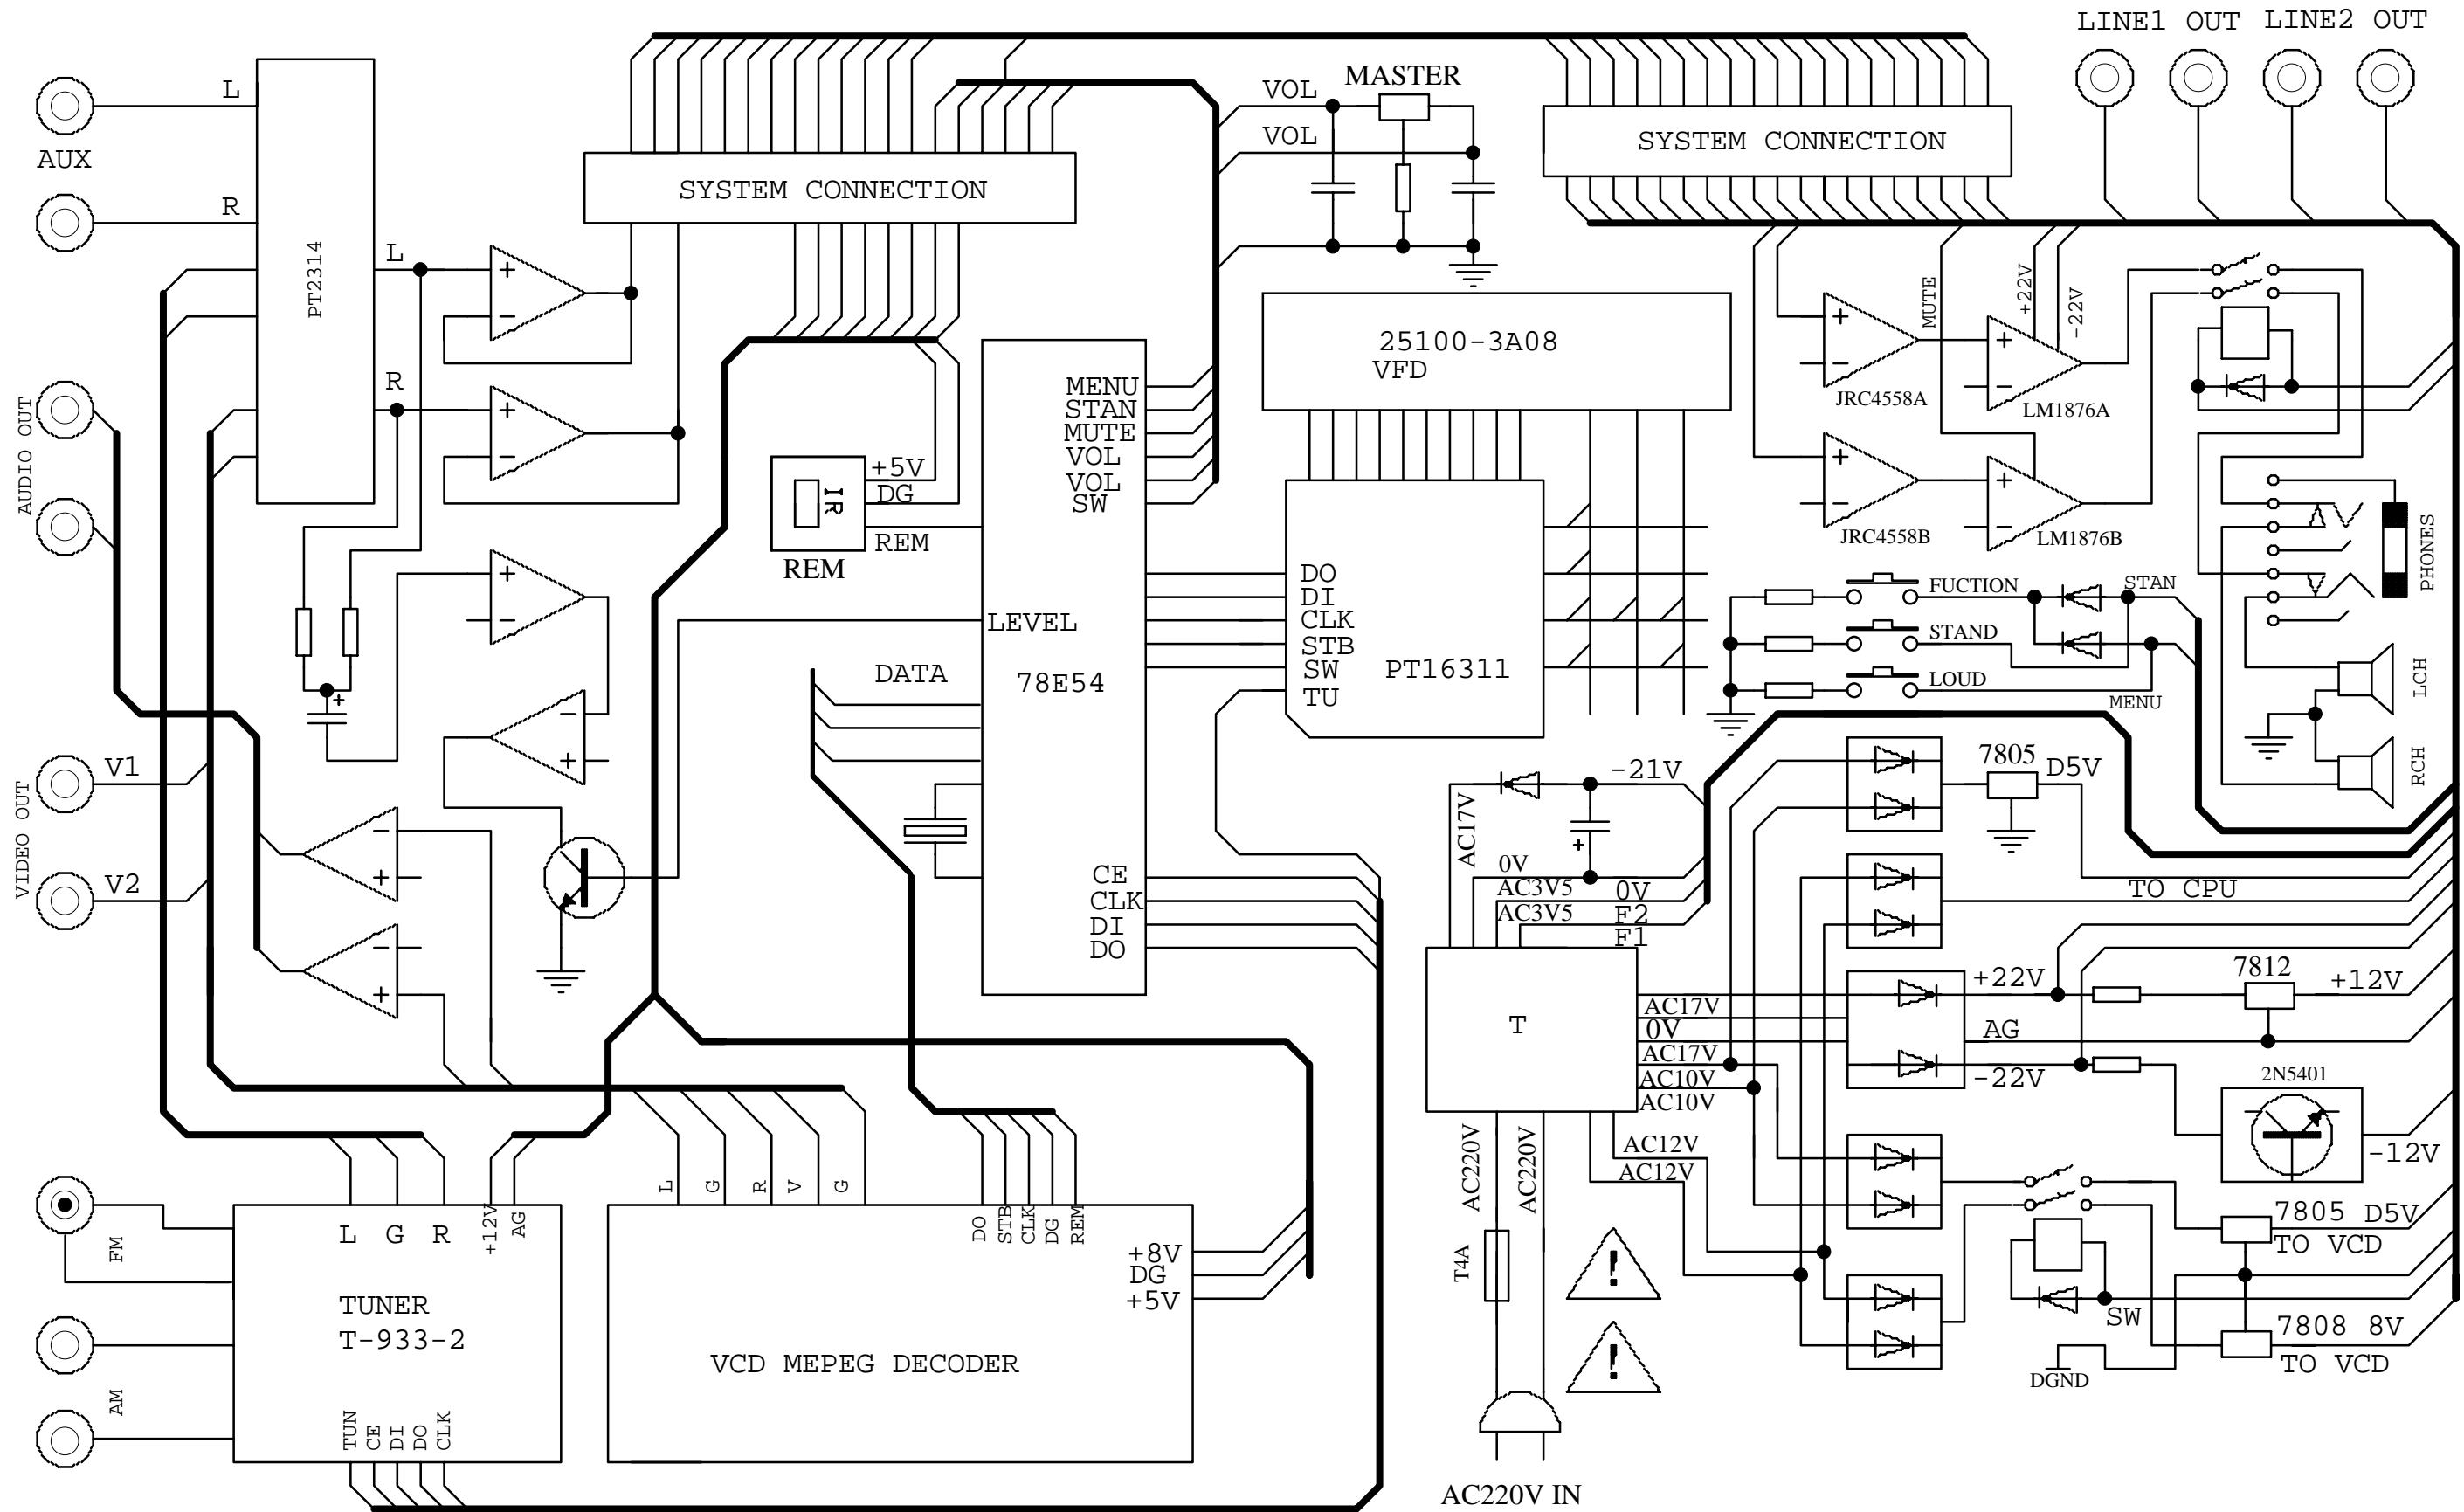 LINE1 OUT LINE2 OUT
L
AUX
R
PT2314
L
R
AUDIO OUT
V1
VIDEO OUT
V2
SYSTEM CONNECTION
VOL
MASTER
VOL
SYSTEM CONNECTION
25100-3A08
VFD
MENU
STAN
MUTE
VOL
VOL
SW
+5V
DG
IR
REM
REM
LEVEL
DATA
78E54
CE
CLK
DI
DO
DO
DI
CLK
STB
SW
TU
PT16311
MUTE
+22V
-22V
JRC4558A
LM1876A
JRC4558B
LM1876B
PHONES
FUCTION
STAN
STAND
LOUD
MENU
LCH
RCH
-21V
AC17V
0V
AC3V5
0V
AC3V5
F2
F1
T
AC17V
0V
AC17V
AC10V
AC10V
AC12V
AC12V
AC220V
AC220V
T4A
!
!
AC220V IN
7805
D5V
TO CPU
+22V
7812
+12V
AG
-22V
2N5401
-12V
7805 D5V
TO VCD
SW
7808 8V
TO VCD
DGND
FM
AM
L G R
+12V
AG
TUNER
T-933-2
TUN
CE
DI
DO
CLK
L
G
R
V
G
DO
STB
CLK
DG
REM
+8V
DG
+5V
VCD MEPEG DECODER